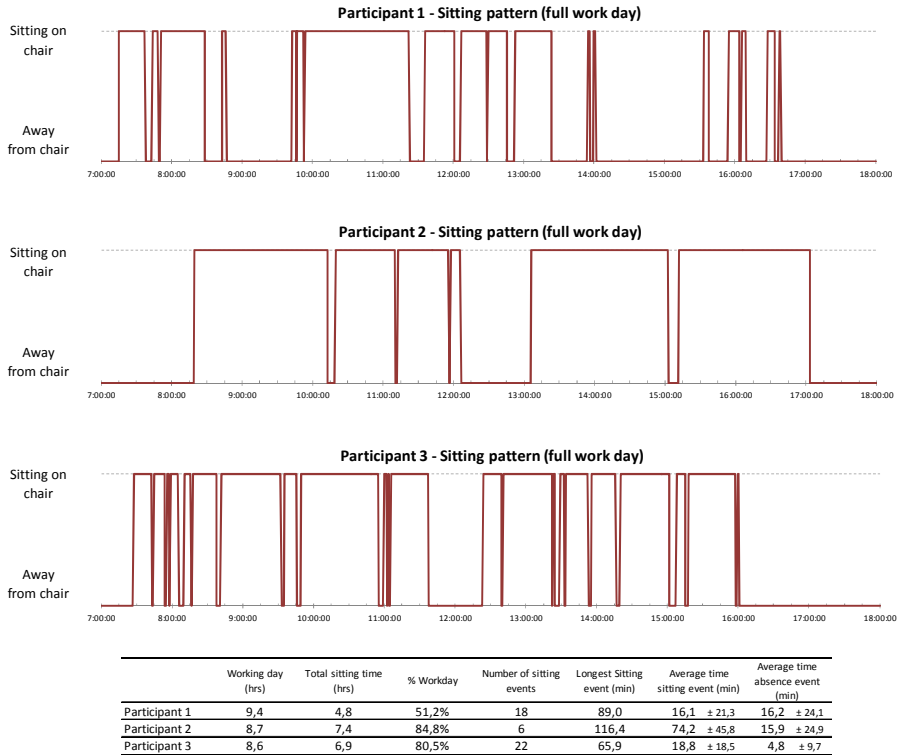 Participant 1 - Sitting pattern (full work day)
Sitting on
chair
Away
from chair
7:00:00 8:00:00 9:00:00 10:00:00 11:00:00 12:00:00 13:00:00 14:00:00 15:00:00 16:00:00 17:00:00 18:00:00
Participant 2 - Sitting pattern (full work day)
Sitting on
chair
Away
from chair
7:00:00 8:00:00 9:00:00 10:00:00 11:00:00 12:00:00 13:00:00 14:00:00 15:00:00 16:00:00 17:00:00 18:00:00
Participant 3 - Sitting pattern (full work day)
Sitting on
chair
Away
from chair
7:00:00 8:00:00 9:00:00 10:00:00 11:00:00 12:00:00 13:00:00 14:00:00 15:00:00 16:00:00 17:00:00 18:00:00
Working day
(hrs)
Total sitting time
(hrs)
% Workday
Number of sitting
events
Longest Sitting
event (min)
Average time
sitting event (min)
Average time
absence event
(min)
Participant 1 9,4 4,8 51,2% 18 89,0 16,1 ± 21,3 16,2 ± 24,1
Participant 2 8,7 7,4 84,8% 6 116,4 74,2 ± 45,8 15,9 ± 24,9
Participant 3 8,6 6,9 80,5% 22 65,9 18,8 ± 18,5 4,8 ± 9,7